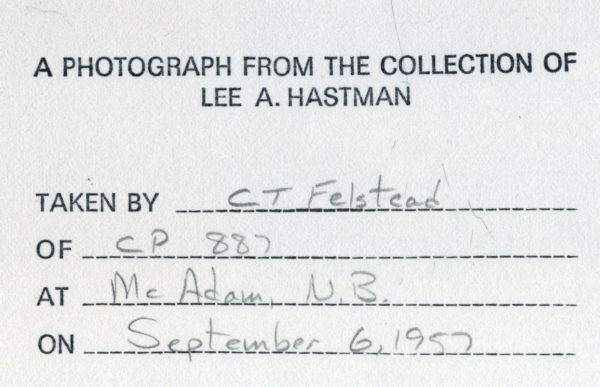 A PHOTOGRAPH FROM THE COLLECTION OF
LEE A. HASTMAN
TAKEN BY CT Felstead
OF CP 887
AT McAdam, N.B.
ON September 6, 1957